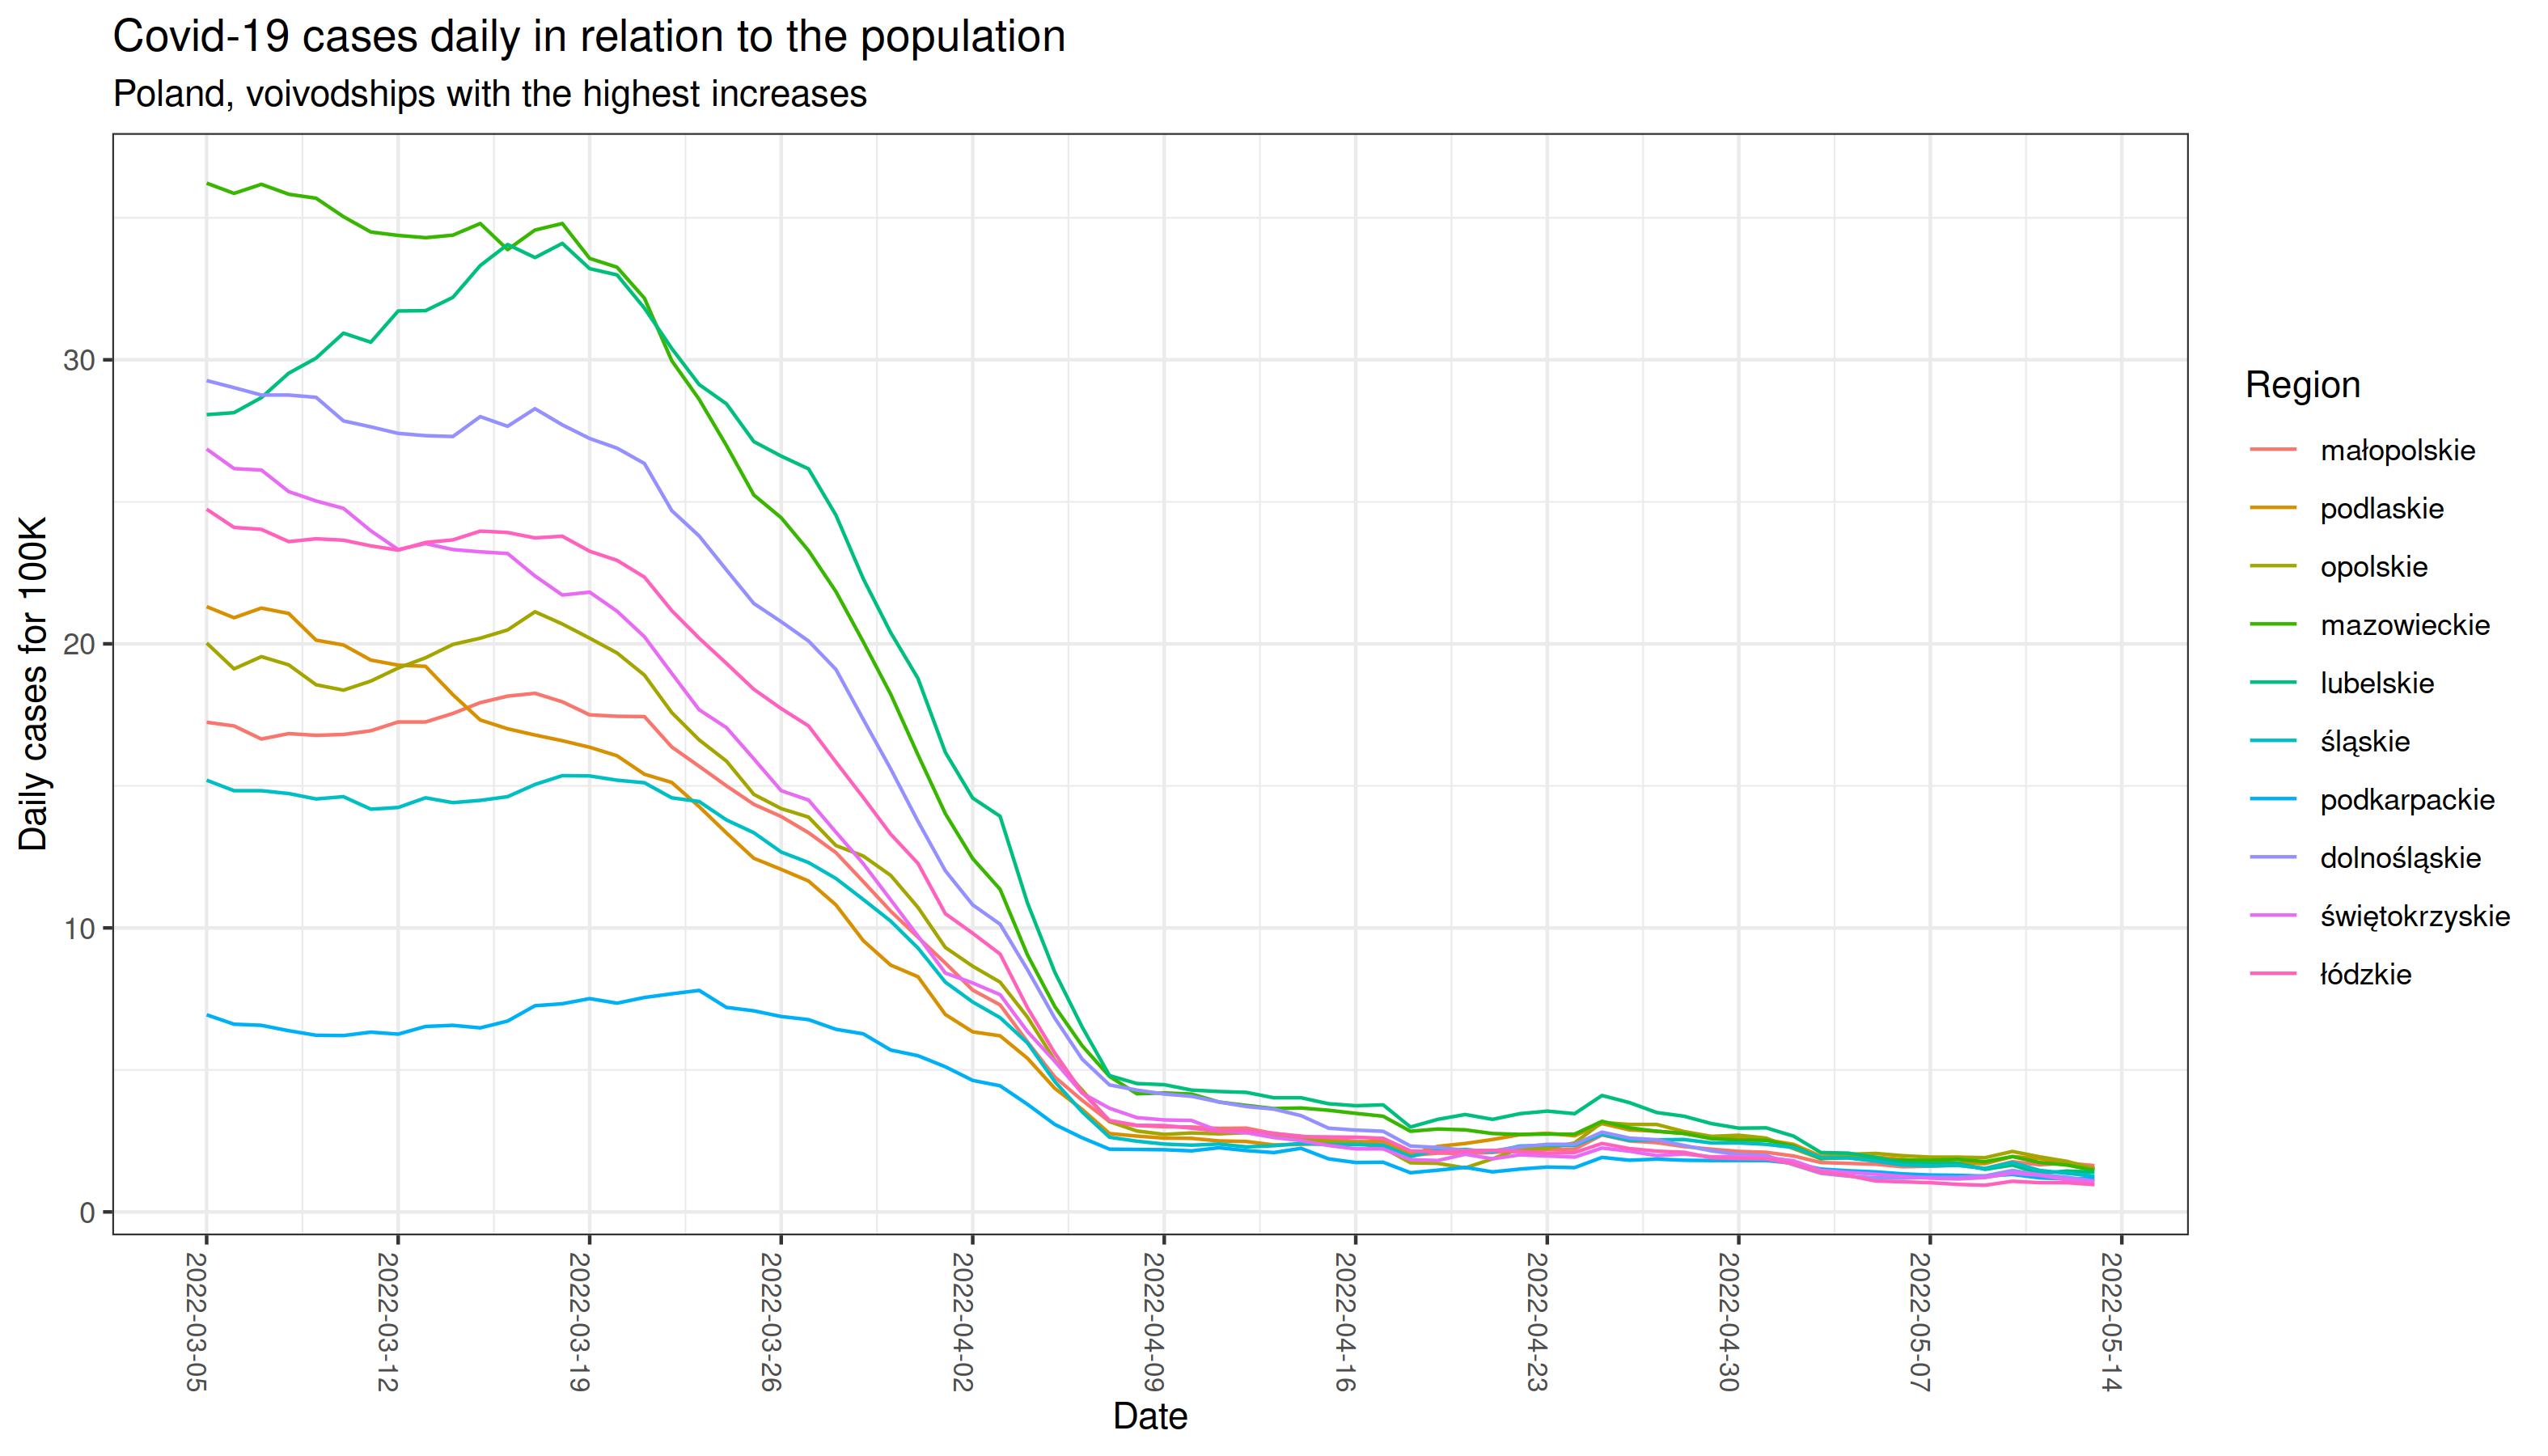 Covid-19 cases daily in relation to the population
Poland, voivodships with the highest increases
Daily cases for 100K
30
20
10
0
2022-03-05
2022-03-12
2022-03-19
2022-03-26
2022-04-02
2022-04-09
2022-04-16
2022-04-23
2022-04-30
2022-05-07
2022-05-14
Date
Region
małopolskie
podlaskie
opolskie
mazowieckie
lubelskie
śląskie
podkarpackie
dolnośląskie
świętokrzyskie
łódzkie